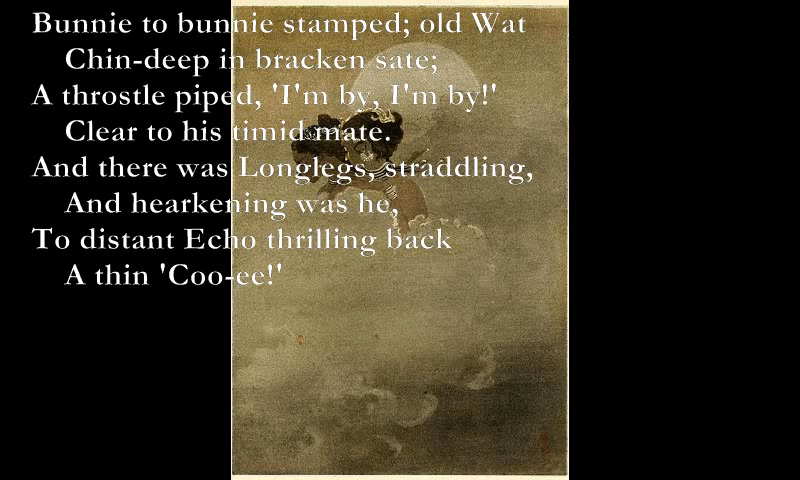 Bunnie to bunnie stamped; old Wat
Chin-deep in bracken sate;
A throstle piped, 'I'm by, I'm by!'
Clear to his timid mate.
And there was Longlegs, straddling,
And hearkening was he,
To distant Echo thrilling back
A thin 'Coo-ee!'